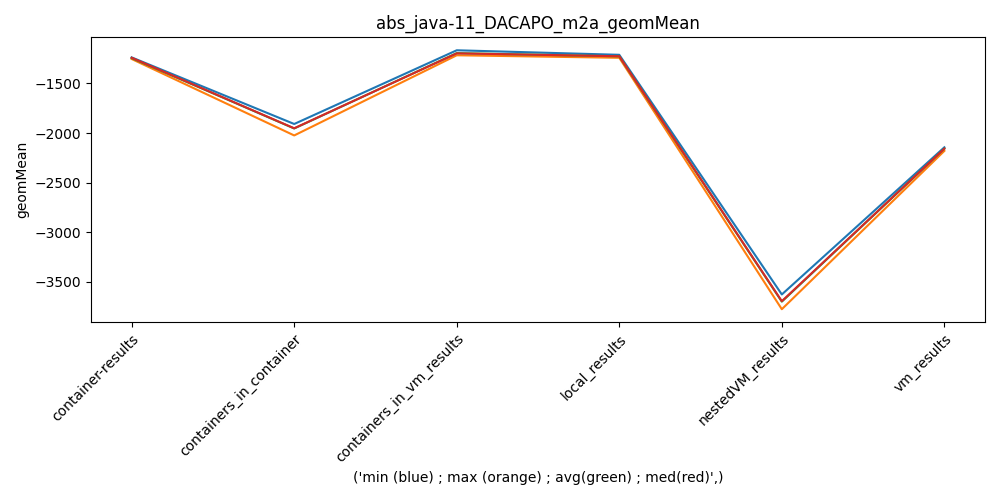 abs_java-11_DACAPO_m2a_geomMean
geomMean
−1500
−2000
−2500
−3000
−3500
container-results
containers_in_container
containers_in_vm_results
local_results
nestedVM_results
vm_results
('min (blue) ; max (orange) ; avg(green) ; med(red)',)